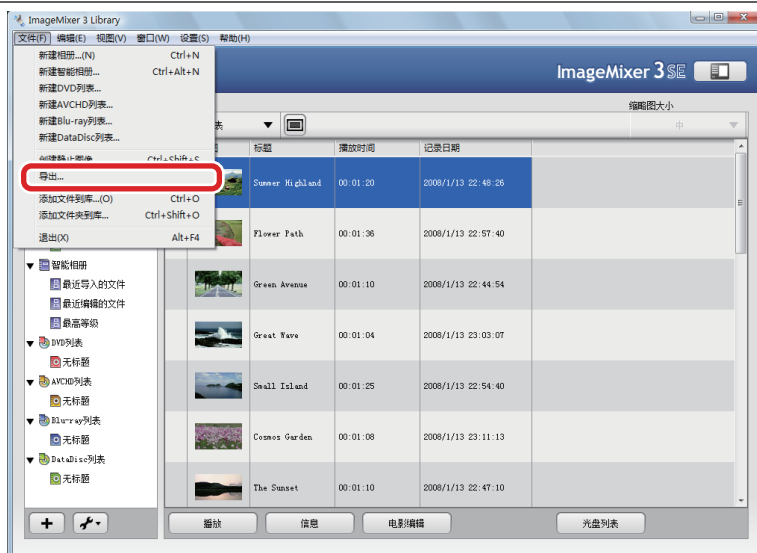 ImageMixer 3 Library
文件(F) 编辑(E) 视图(V) 窗口(W) 设置(S) 帮助(H)
新建相册...(N) Ctrl+N
新建智能相册... Ctrl+Alt+N
新建DVD列表...
新建AVCHD列表...
新建Blu-ray列表...
新建DataDisc列表...
创建静止图像 Ctrl+Shift+S
导出...
添加文件到库...(O) Ctrl+O
添加文件夹到库... Ctrl+Shift+O
退出(X) Alt+F4
ImageMixer 3 SE
缩略图大小
表
中
标题 播放时间 记录日期
Summer Highland 00:01:20 2008/1/13 22:48:26
Flower Path 00:01:36 2008/1/13 22:57:40
Green Avenue 00:01:10 2008/1/13 22:44:54
Great Wave 00:01:04 2008/1/13 23:03:07
Small Island 00:01:25 2008/1/13 22:54:40
Cosmos Garden 00:01:08 2008/1/13 23:11:13
The Sunset 00:01:10 2008/1/13 22:47:10
智能相册
最近导入的文件
最近编辑的文件
最高等级
DVD列表
无标题
AVCHD列表
无标题
Blu-ray列表
无标题
DataDisc列表
无标题
播放 信息 电影编辑 光盘列表